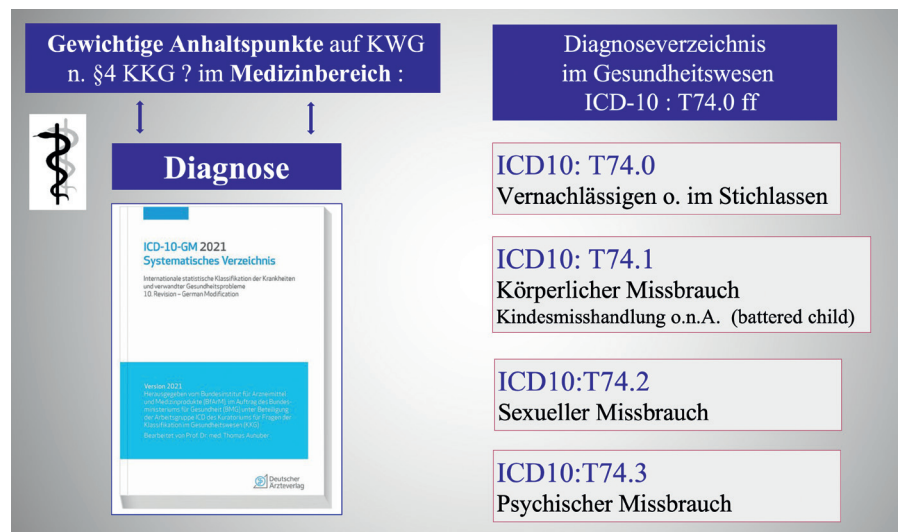 Gewichtige Anhaltspunkte auf KWG
n. §4 KKG ? im Medizinbereich :
Diagnose
ICD-10-GM 2021
Systematisches Verzeichnis
Internationale statistische Klassifikation der Krankheiten
und verwandter Gesundheitsprobleme
10. Revision – German Modification
Version 2021
Herausgegeben vom Bundesinstitut für Arzneimittel
und Medizinprodukte (BfArM) im Auftrag des Bundes-
ministeriums für Gesundheit (BMG) unter Beteiligung
der Arbeitsgruppe ICD des Kuratoriums für Fragen der
Klassifikation im Gesundheitswesen (KKG)
Bearbeitet von Prof. Dr. med. Thomas
Deutscher
Ärzteverlag
Diagnoseverzeichnis
im Gesundheitswesen
ICD-10 : T74.0 ff
ICD10: T74.0
Vernachlässigen o. im Stichlassen
ICD10: T74.1
Körperlicher Missbrauch
Kindesmisshandlung o.n.A. (battered child)
ICD10:T74.2
Sexueller Missbrauch
ICD10:T74.3
Psychischer Missbrauch